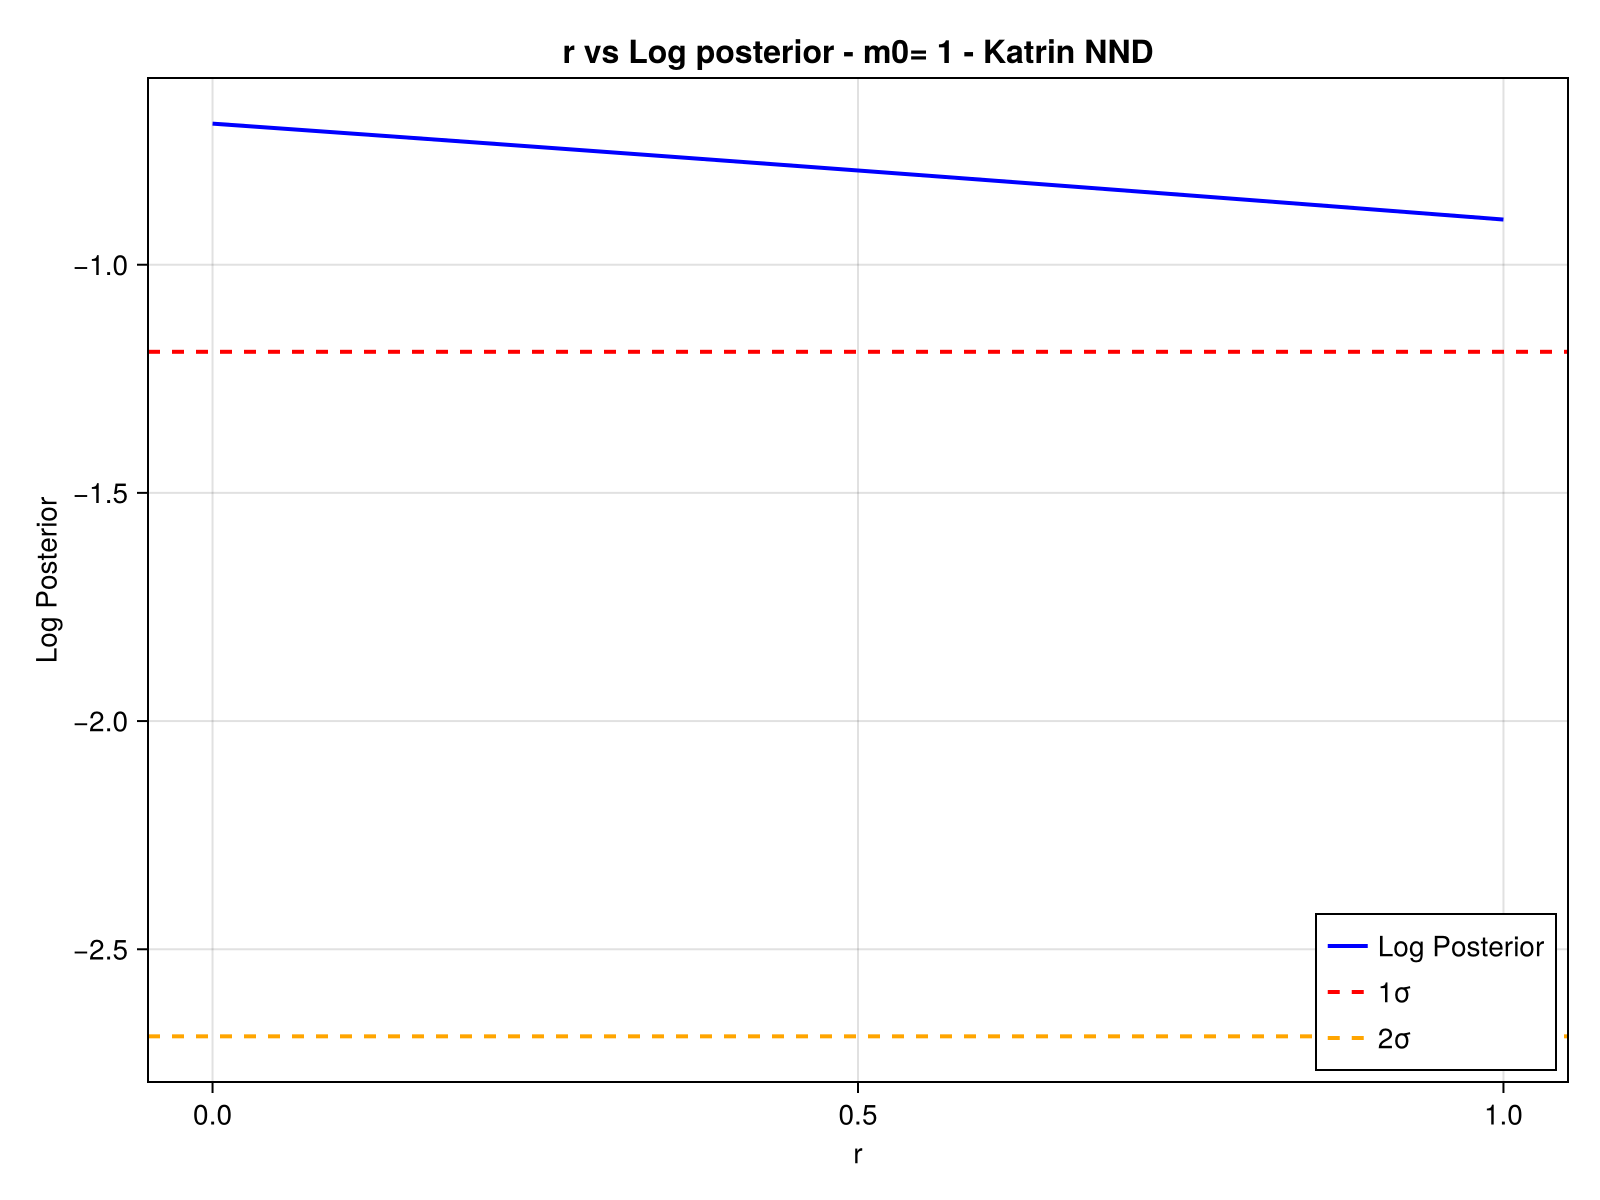 r vs Log posterior - m0= 1 - Katrin NND
Log Posterior
−1.0
−1.5
−2.0
−2.5
0.0
0.5
1.0
r
Log Posterior
1σ
2σ